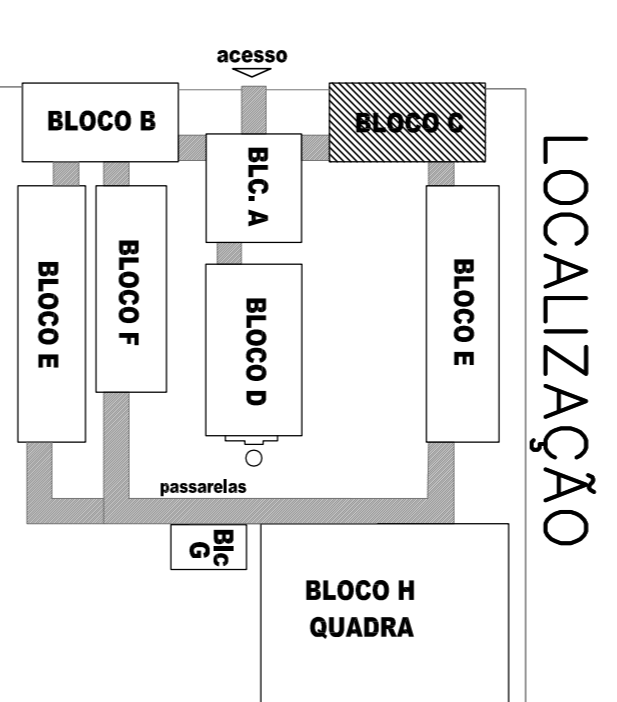 acesso
BLOCO B
BLOCO C
BLC. A
BLOCO E
BLOCO F
BLOCO D
BLOCO E
passarelas
Blc
G
BLOCO H
QUADRA
LOCALIZAÇÃO